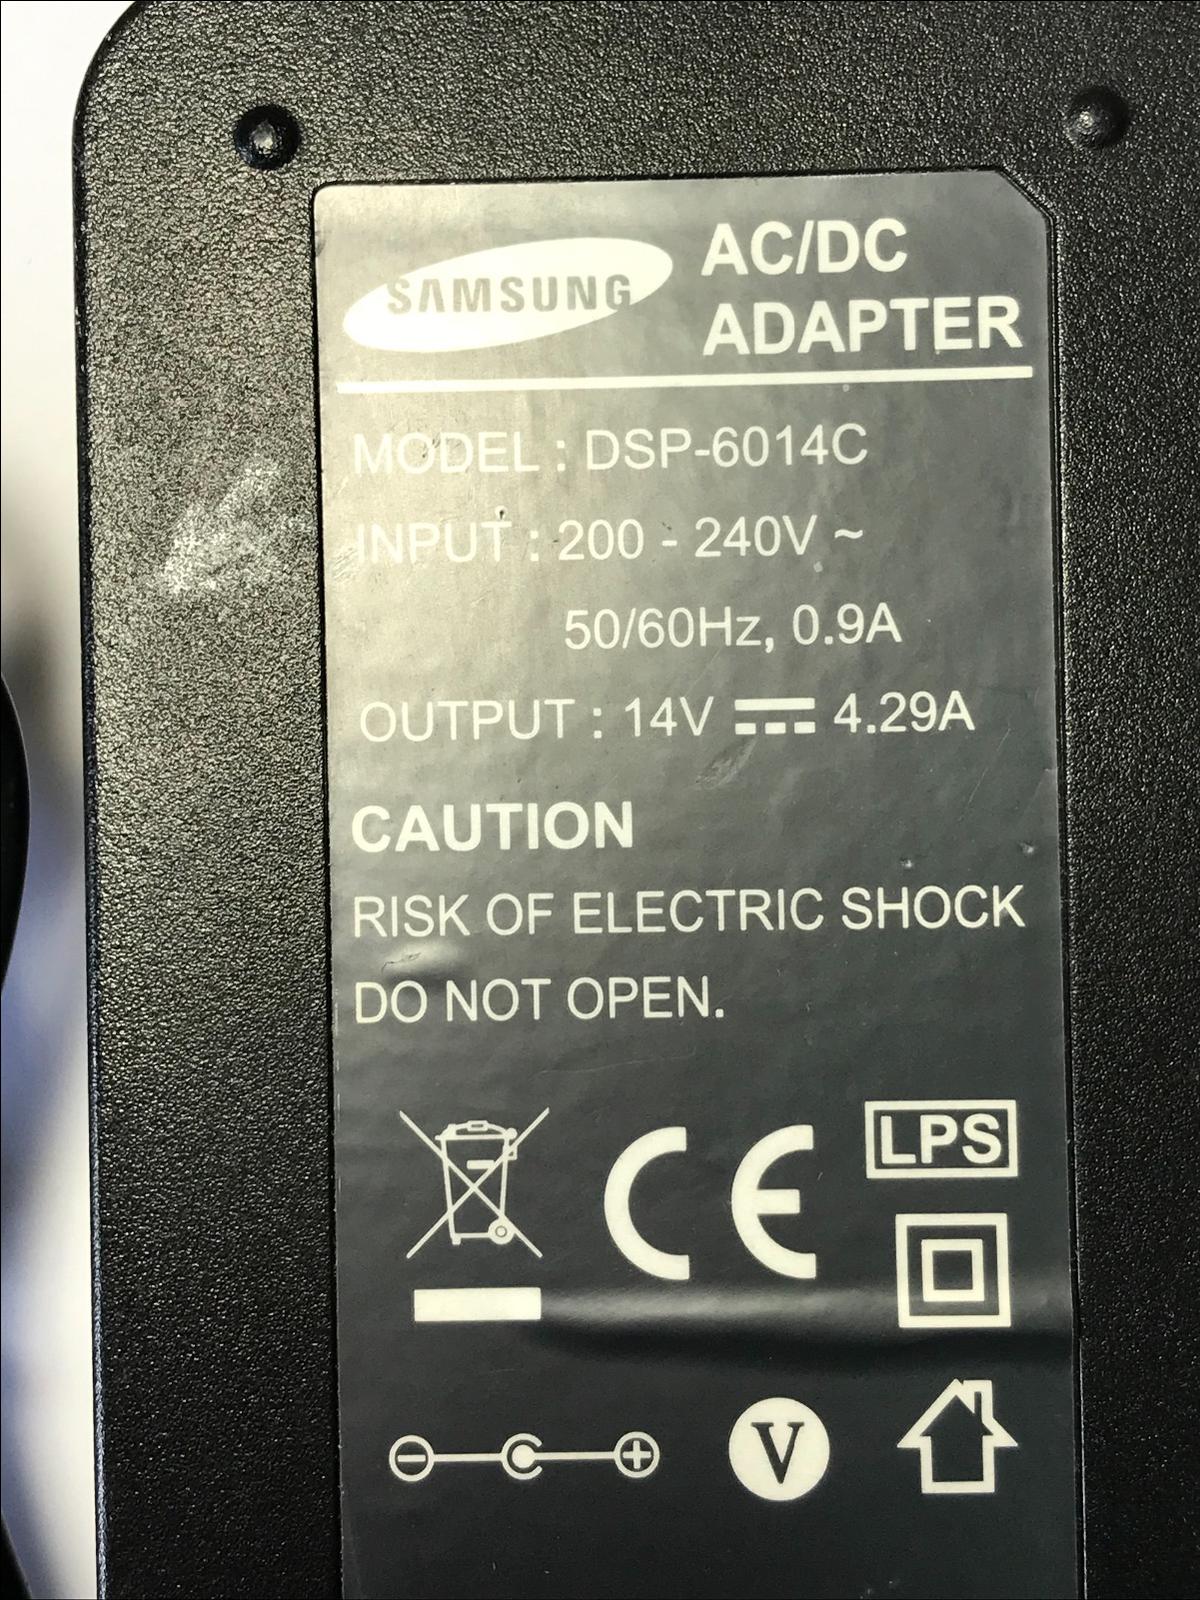 SAMSUNG
AC/DC
ADAPTER
MODEL : DSP-6014C
INPUT : 200 - 240V ~
50/60Hz, 0.9A
OUTPUT : 14V ⎓ 4.29A
CAUTION
RISK OF ELECTRIC SHOCK
DO NOT OPEN.
CE
LPS
V